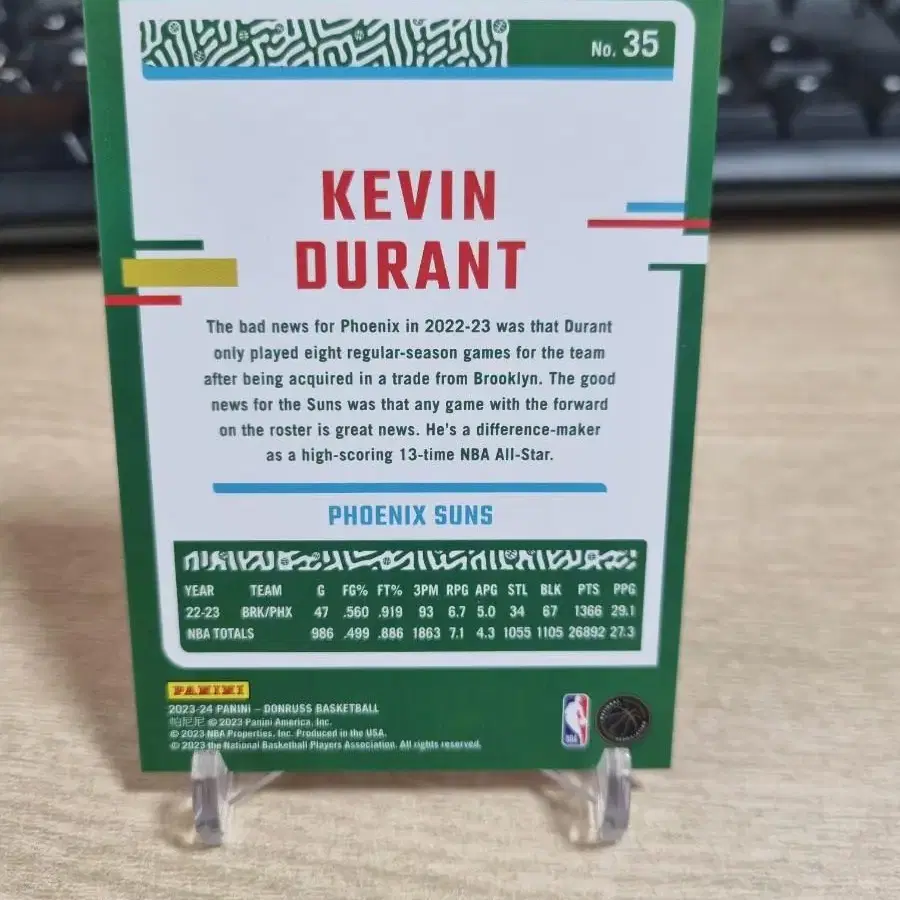 No. 35
KEVIN
DURANT
The bad news for Phoenix in 2022-23 was that Durant
only played eight regular-season games for the team
after being acquired in a trade from Brooklyn. The good
news for the Suns was that any game with the forward
on the roster is great news. He's a difference-maker
as a high-scoring 13-time NBA All-Star.
PHOENIX SUNS
YEAR TEAM G FG% FT% 3PM RPG APG STL BLK PTS PPG
22-23 BRK/PHX 47 .560 .919 93 6.7 5.0 34 67 1366 29.1
NBA TOTALS 986 .499 .886 1863 7.1 4.3 1055 1105 26892 27.3
PANINI
2023-24 PANINI – DONRUSS BASKETBALL
帕尼尼 © 2023 Panini America, Inc.
© 2023 NBA Properties, Inc. Produced in the USA.
© 2023 the National Basketball Players Association. All rights reserved.